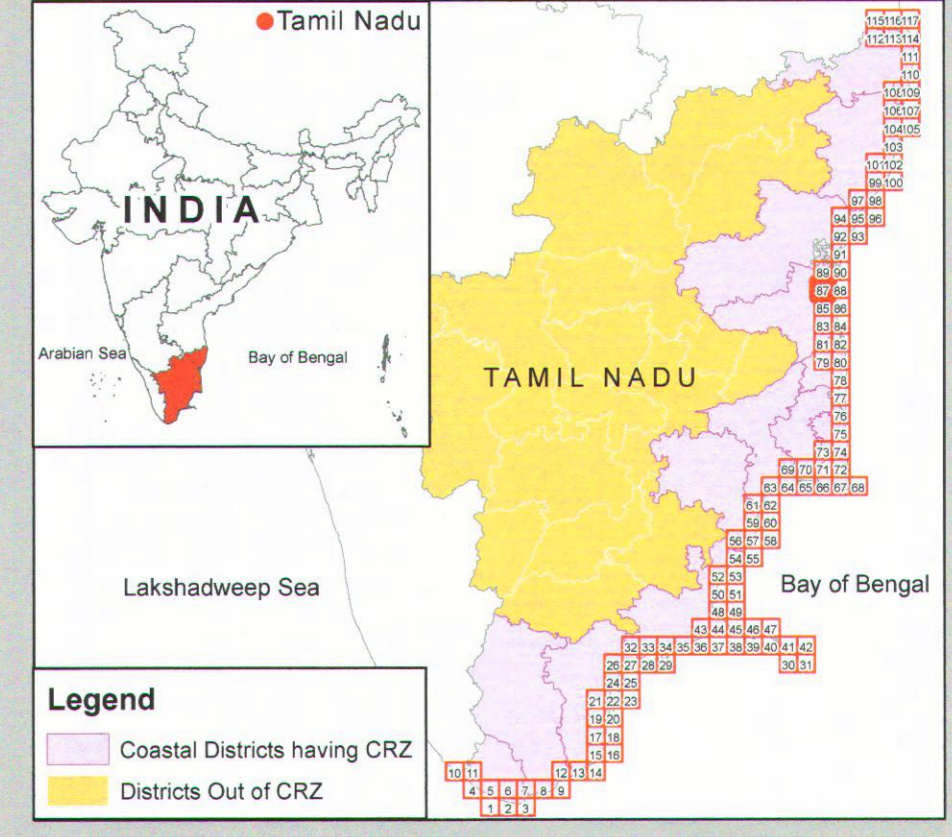 Tamil Nadu
INDIA
Arabian Sea
Bay of Bengal
115 116 117
112 113 114
111
110
108 109
106 107
104 105
103
101 102
99 100
97 98
94 95 96
92 93
91
89 90
87 88
85 86
83 84
81 82
79 80
TAMIL NADU
78
77
76
75
73 74
69 70 71 72
63 64 65 66 67 68
61 62
59 60
56 57 58
54 55
52 53
Lakshadweep Sea
Bay of Bengal
50 51
48 49
43 44 45 46 47
32 33 34 35 36 37 38 39 40 41 42
26 27 28 29 30 31
24 25
21 22 23
19 20
17 18
15 16
10 11 12 13 14
4 5 6 7 8 9
1 2 3
Legend
Coastal Districts having CRZ
Districts Out of CRZ